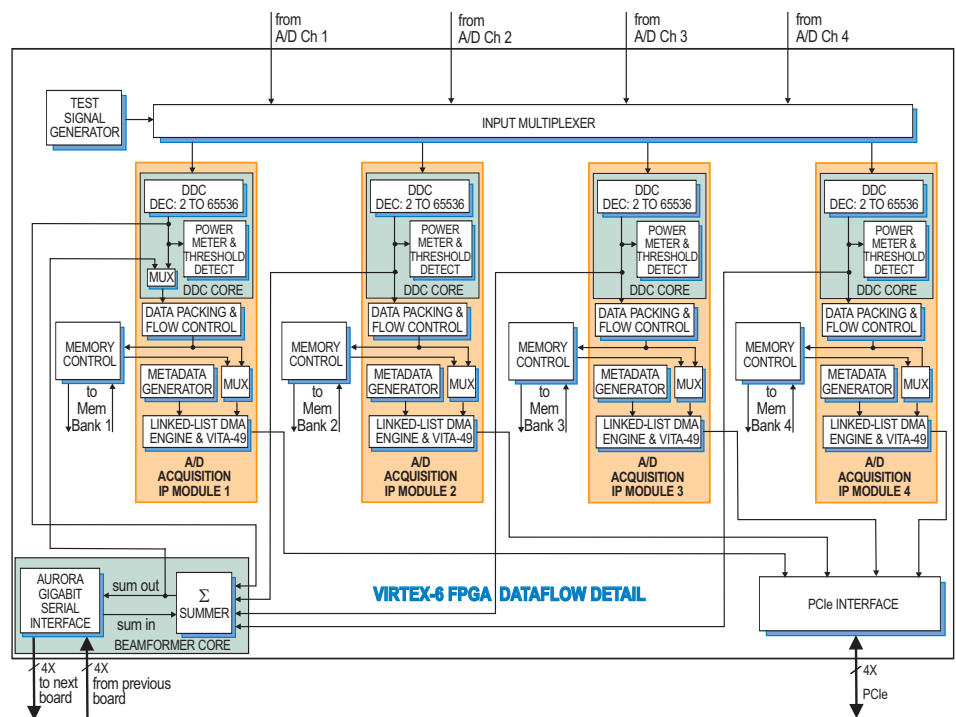 from
A/D Ch 1
from
A/D Ch 2
from
A/D Ch 3
from
A/D Ch 4
TEST
SIGNAL
GENERATOR
INPUT MULTIPLEXER
DDC
DEC: 2 TO 65536
POWER
METER &
THRESHOLD
DETECT
MUX
DDC CORE
DATA PACKING &
FLOW CONTROL
MEMORY
CONTROL
METADATA
GENERATOR
MUX
to
Mem
Bank 1
LINKED-LIST DMA
ENGINE & VITA-49
A/D
ACQUISITION
IP MODULE 1
DDC
DEC: 2 TO 65536
POWER
METER &
THRESHOLD
DETECT
DDC CORE
DATA PACKING &
FLOW CONTROL
MEMORY
CONTROL
METADATA
GENERATOR
MUX
to
Mem
Bank 2
LINKED-LIST DMA
ENGINE & VITA-49
A/D
ACQUISITION
IP MODULE 2
DDC
DEC: 2 TO 65536
POWER
METER &
THRESHOLD
DETECT
DDC CORE
DATA PACKING &
FLOW CONTROL
MEMORY
CONTROL
METADATA
GENERATOR
MUX
to
Mem
Bank 3
LINKED-LIST DMA
ENGINE & VITA-49
A/D
ACQUISITION
IP MODULE 3
DDC
DEC: 2 TO 65536
POWER
METER &
THRESHOLD
DETECT
DDC CORE
DATA PACKING &
FLOW CONTROL
MEMORY
CONTROL
METADATA
GENERATOR
MUX
to
Mem
Bank 4
LINKED-LIST DMA
ENGINE & VITA-49
A/D
ACQUISITION
IP MODULE 4
AURORA
GIGABIT
SERIAL
INTERFACE
sum out
sum in
Σ
SUMMER
BEAMFORMER CORE
VIRTEX-6 FPGA DATAFLOW DETAIL
PCIe INTERFACE
4X
to next
board
4X
from previous
board
4X
PCIe